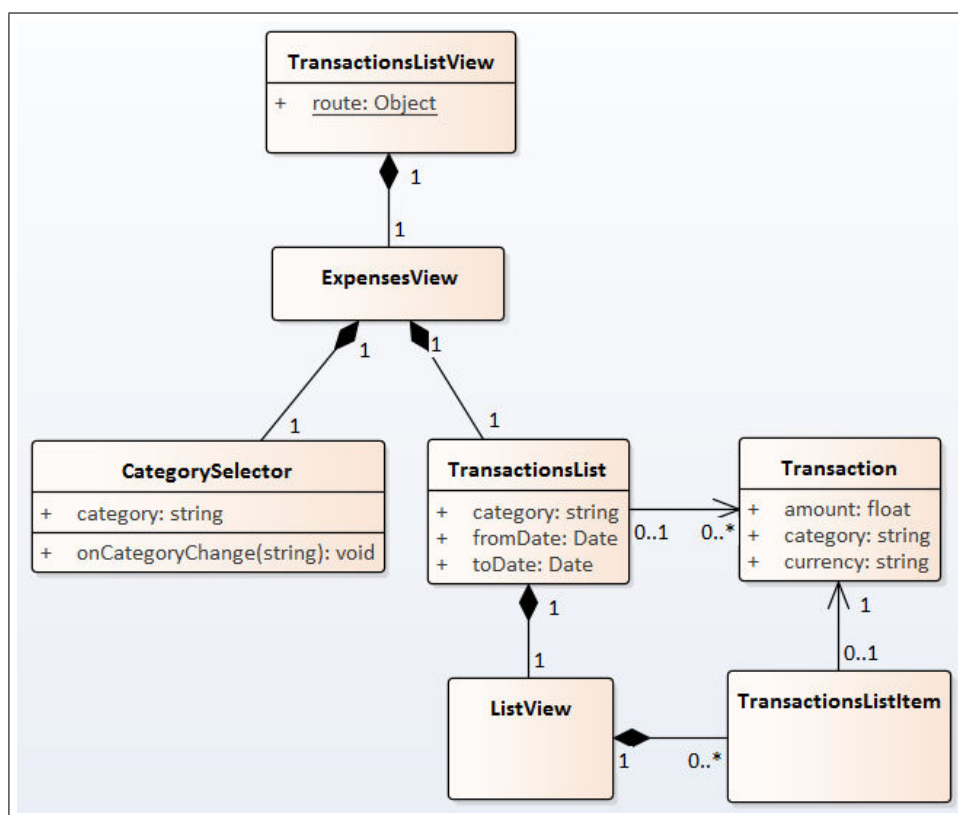 TransactionsListView
+ route: Object
1
1
ExpensesView
1
1
1
1
CategorySelector
+ category: string
+ onCategoryChange(string): void
TransactionsList
+ category: string
+ fromDate: Date
+ toDate: Date
0..1
0..*
Transaction
+ amount: float
+ category: string
+ currency: string
1
1
1
0..1
ListView
1
0..*
TransactionsListItem